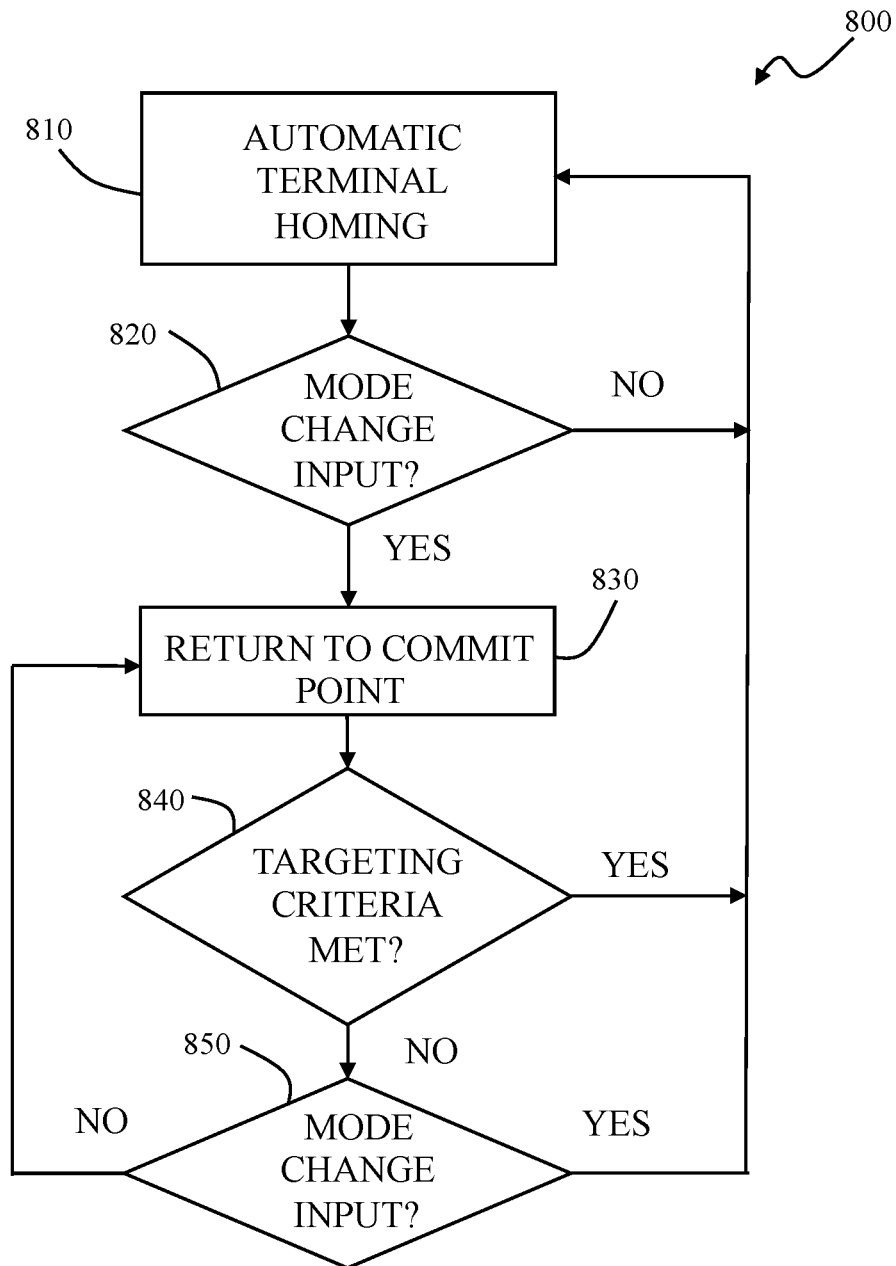 800
810
AUTOMATIC
TERMINAL
HOMING
820
MODE
CHANGE
INPUT?
NO
YES
830
RETURN TO COMMIT
POINT
840
TARGETING
CRITERIA
MET?
YES
NO
850
MODE
CHANGE
INPUT?
NO
YES